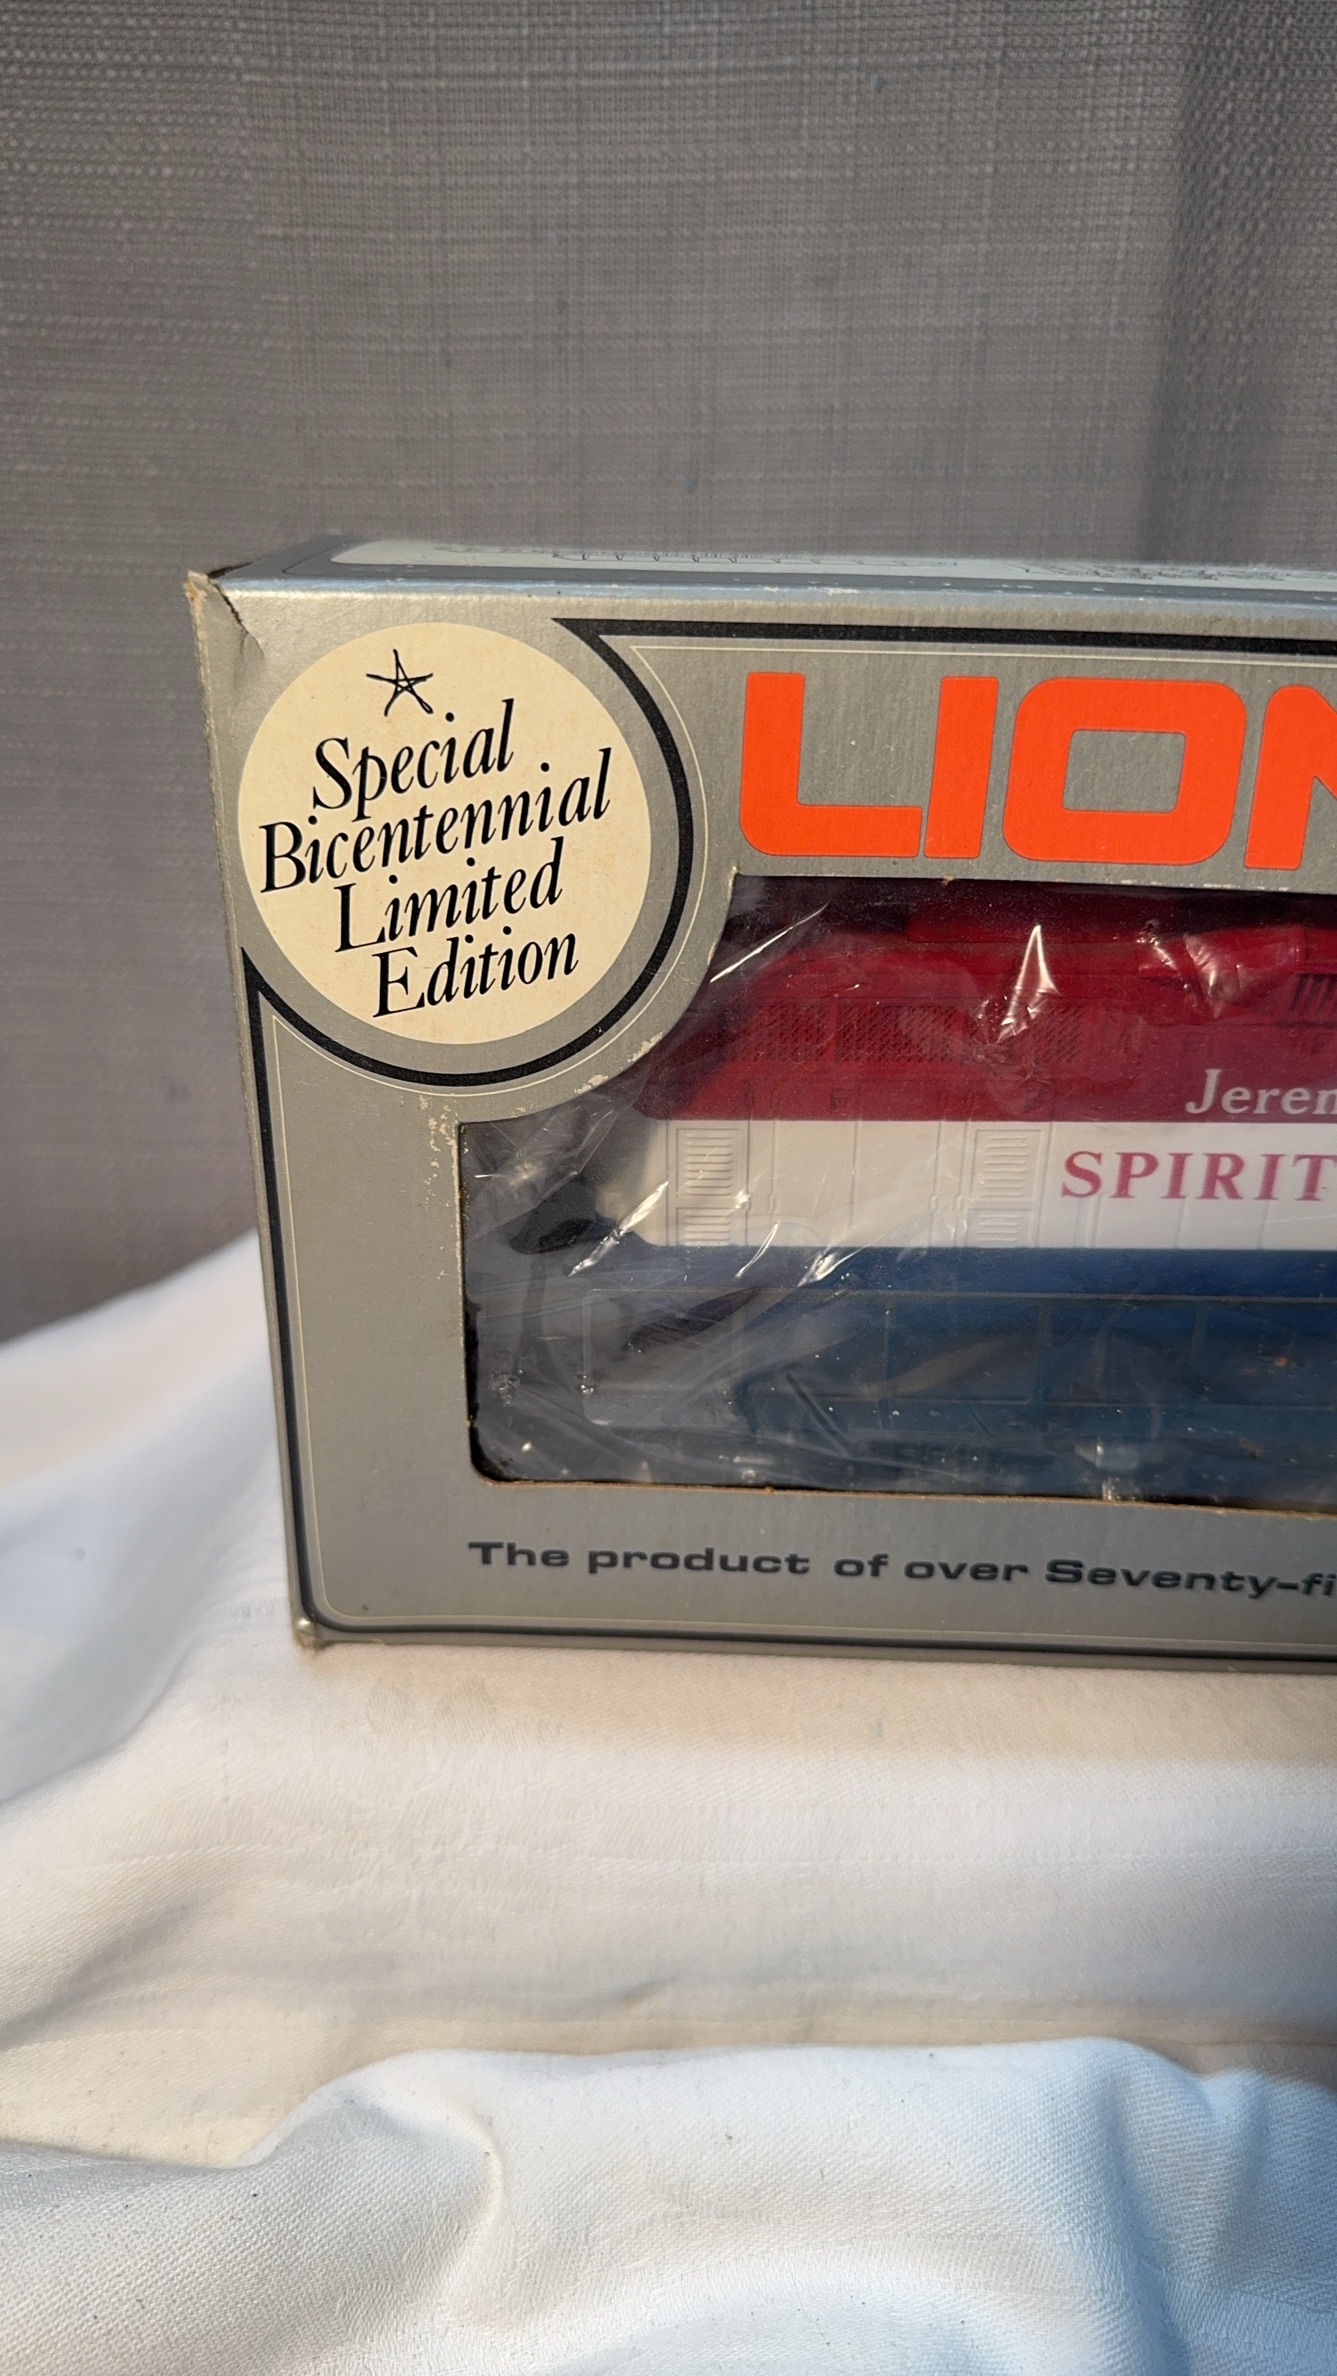 Special
Bicentennial
Limited
Edition
LION
Jerem
SPIRIT
The product of over Seventy-fi